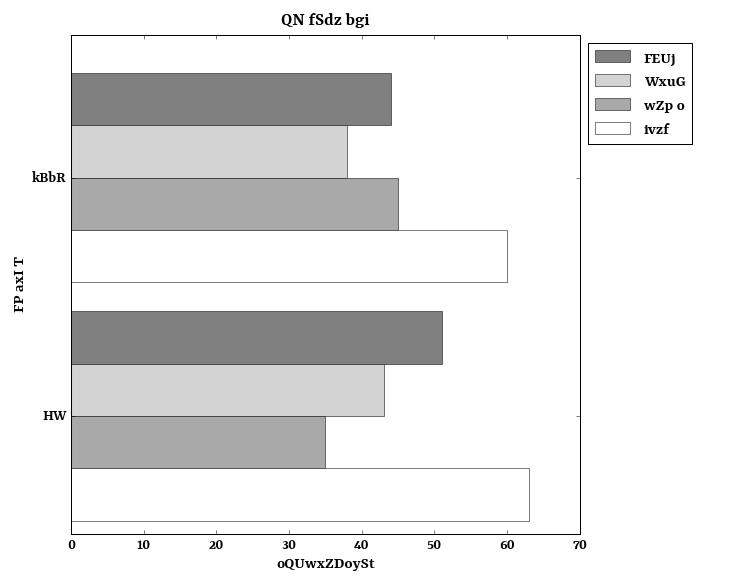 QN fSdz bgi
FEUj
WxuG
wZp o
ivzf
kBbR
HW
FP axI T
0 10 20 30 40 50 60 70
oQUwxZDoySt